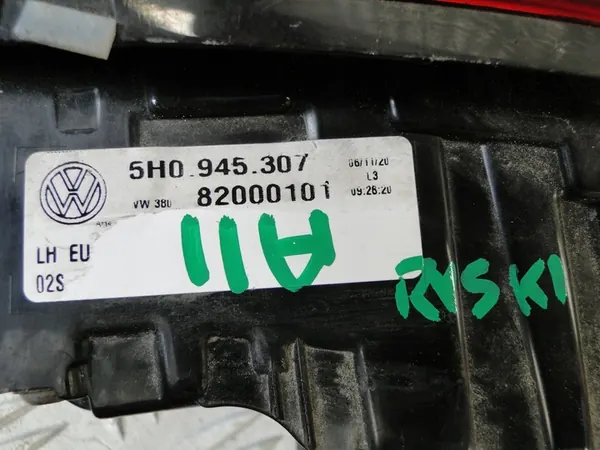 5H0.945.307 06/11/20
VW 380 82000101 L3
09:26:20
LH EU
02S
A11
RYSKI